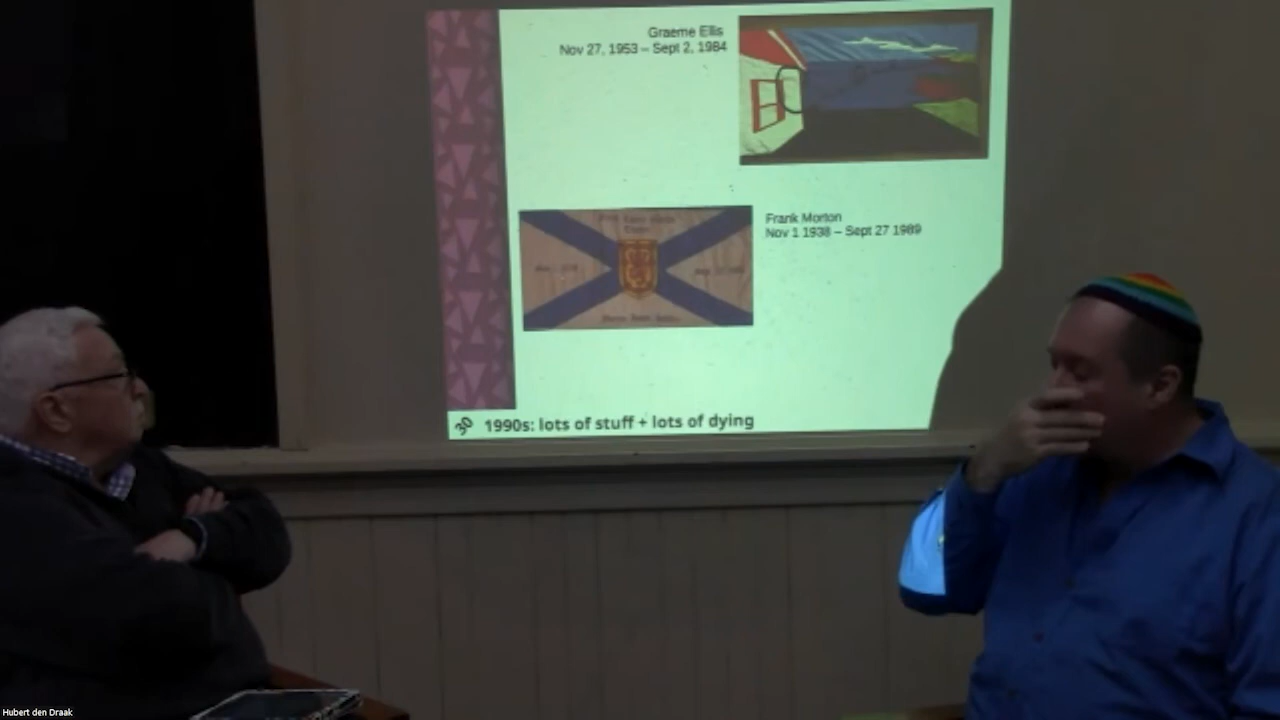 Graeme Ellis
Nov 27, 1953 – Sept 2, 1984
Frank Morton
Nov 1 1938 – Sept 27 1989
30 1990s: lots of stuff + lots of dying
Hubert den Draak